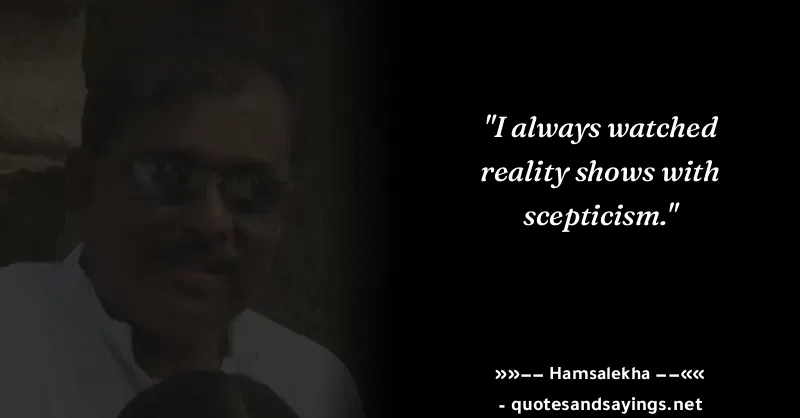 "I always watched
reality shows with
scepticism."
»»−− Hamsalekha −−««
- quotesandsayings.net